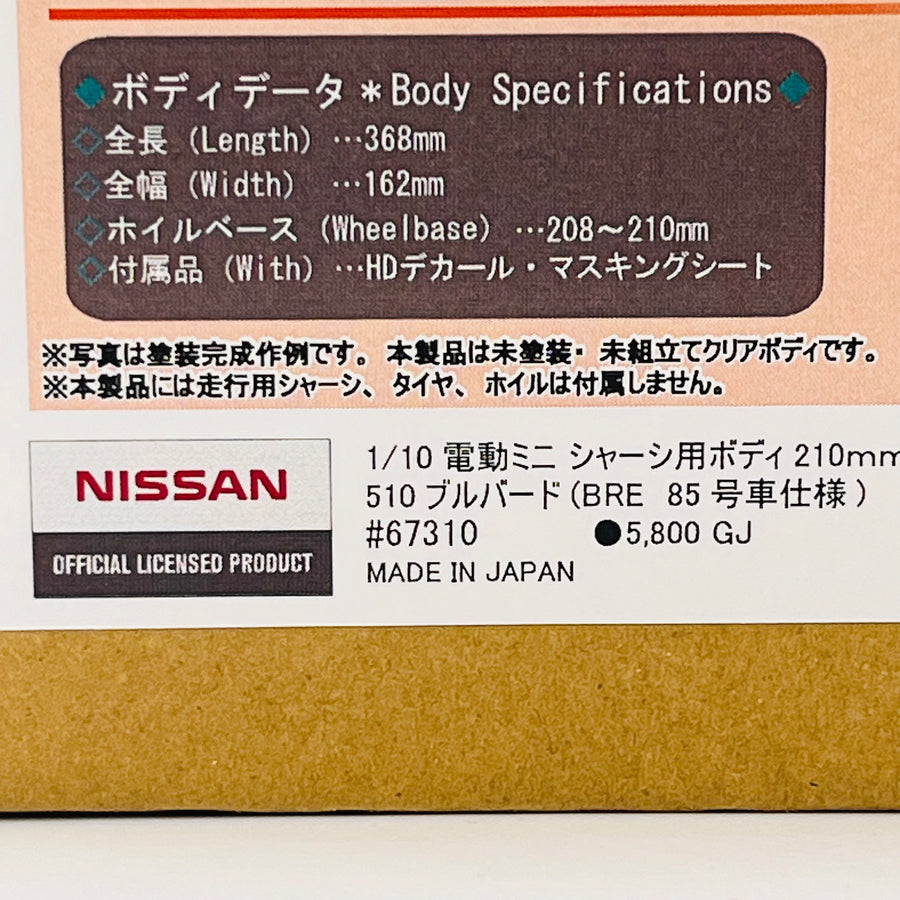 ◆ボディデータ＊Body Specifications◆
◇全長 (Length) …368mm
◇全幅 (Width) …162mm
◇ホイルベース (Wheelbase) …208～210mm
◇付属品 (With) …HDデカール・マスキングシート
※写真は塗装完成作例です。本製品は未塗装・未組立てクリアボディです。
※本製品には走行用シャーシ、タイヤ、ホイルは付属しません。
NISSAN
OFFICIAL LICENSED PRODUCT
1/10 電動ミニ シャーシ用ボディ 210mm
510 ブルバード(BRE 85 号車仕様)
#67310 ●5,800 GJ
MADE IN JAPAN